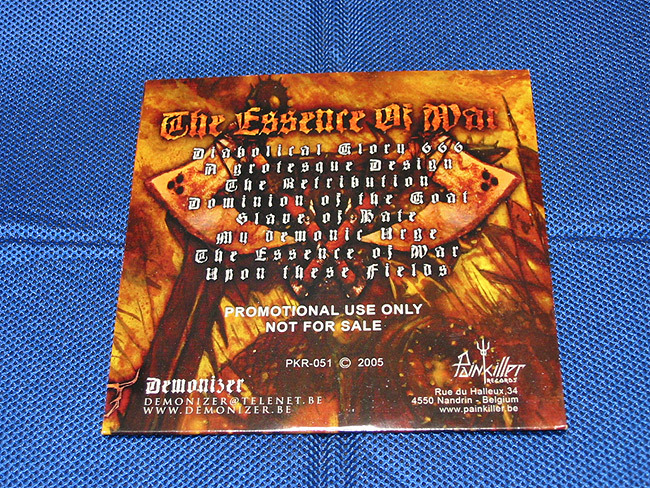 The Essence Of War
Diabolical Glory 666
A grotesque Design
The Retribution
Dominion of the Goat
Slave of Hate
My demonic Urge
The Essence of War
Upon these Fields
PROMOTIONAL USE ONLY
NOT FOR SALE
PKR-051 © 2005
Demonizer
DEMONIZER@TELENET.BE
WWW.DEMONIZER.BE
Painkiller
RECORDS
Rue du Halleux,34
4550 Nandrin - Belgium
www.painkiller.be